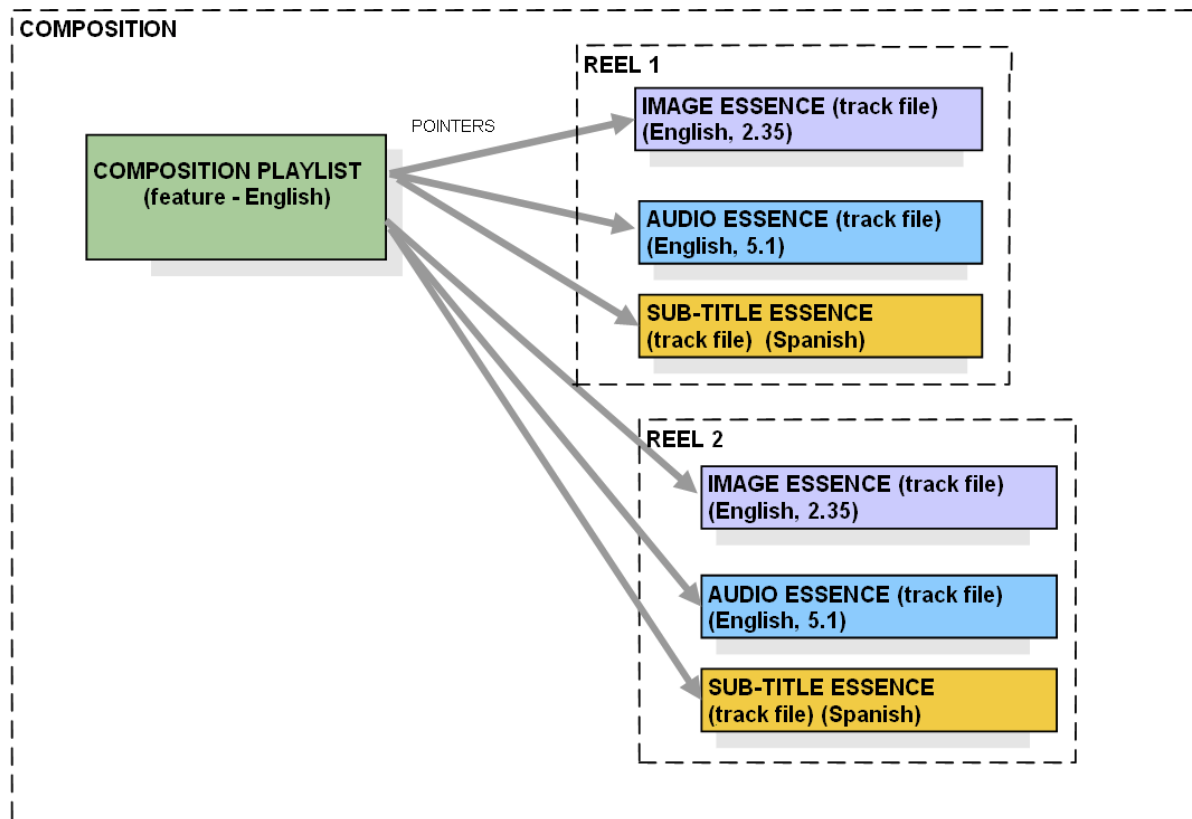 COMPOSITION
REEL 1
IMAGE ESSENCE (track file)
(English, 2.35)
POINTERS
COMPOSITION PLAYLIST
(feature - English)
AUDIO ESSENCE (track file)
(English, 5.1)
SUB-TITLE ESSENCE
(track file) (Spanish)
REEL 2
IMAGE ESSENCE (track file)
(English, 2.35)
AUDIO ESSENCE (track file)
(English, 5.1)
SUB-TITLE ESSENCE
(track file) (Spanish)